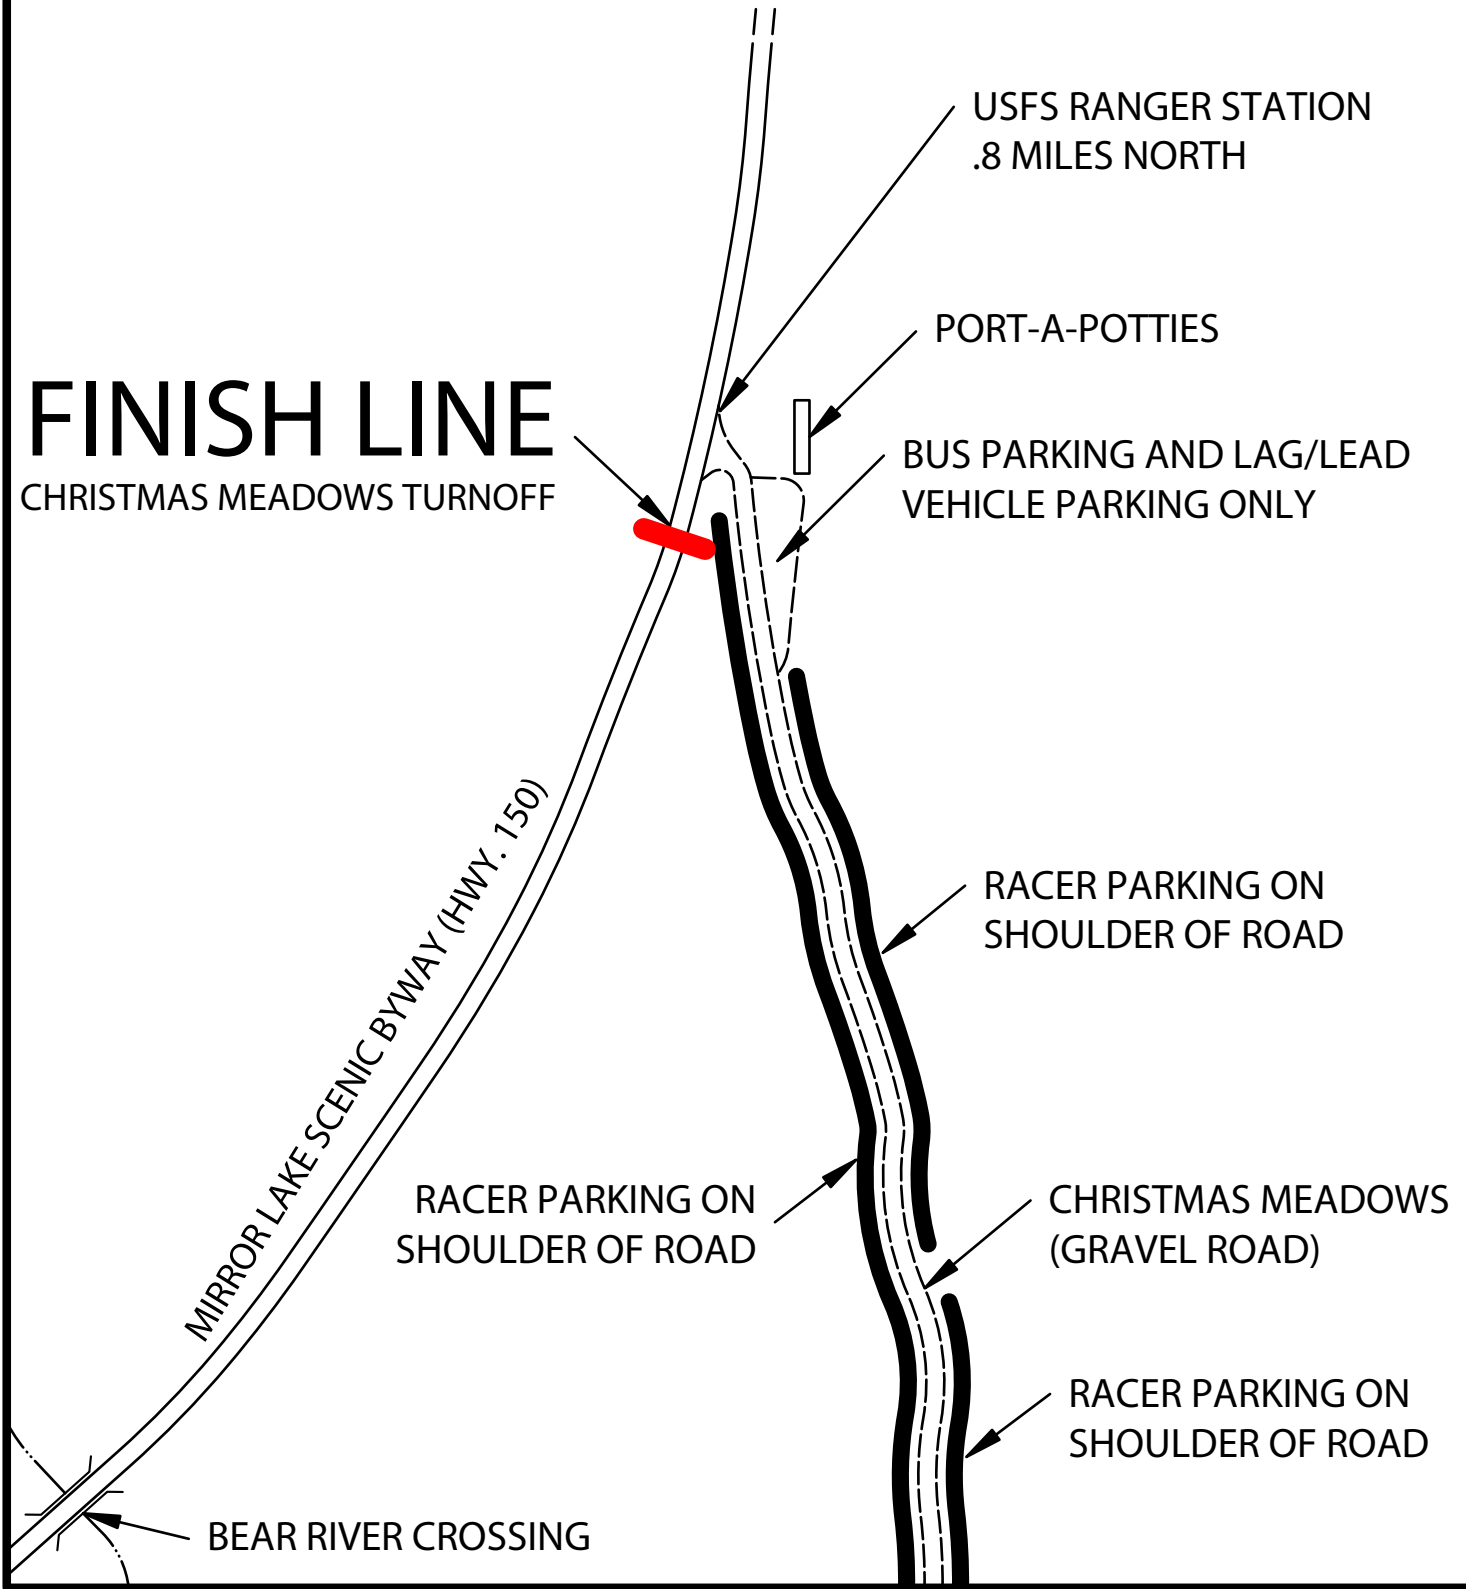 USFS RANGER STATION
.8 MILES NORTH
PORT-A-POTTIES
FINISH LINE
CHRISTMAS MEADOWS TURNOFF
BUS PARKING AND LAG/LEAD
VEHICLE PARKING ONLY
MIRROR LAKE SCENIC BYWAY (HWY. 150)
RACER PARKING ON
SHOULDER OF ROAD
RACER PARKING ON
SHOULDER OF ROAD
CHRISTMAS MEADOWS
(GRAVEL ROAD)
RACER PARKING ON
SHOULDER OF ROAD
BEAR RIVER CROSSING